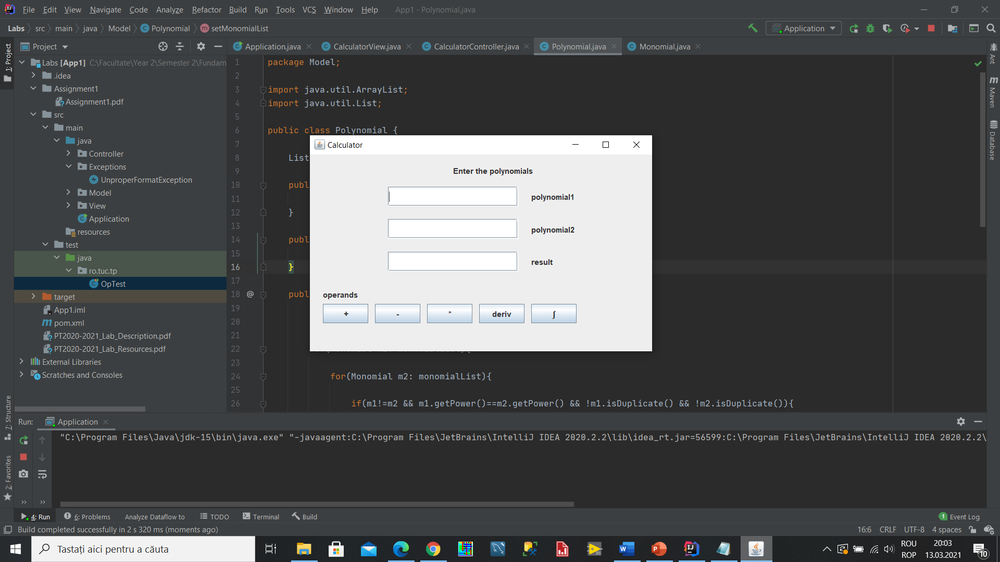 File Edit View Navigate Code Analyze Refactor Build Run Tools VCS Window Help App1 - Polynomial.java
Labs src main java Model Polynomial setMonomialList Application
Project
Application.java CalculatorView.java CalculatorController.java Polynomial.java Monomial.java
1: Project
Labs [App1] C:\Facultate\Year 2\Semester 2\Fundam
.idea
Assignment1
Assignment1.pdf
src
main
java
Controller
Exceptions
UnproperFormatException
Model
View
Application
resources
test
java
ro.tuc.tp
OpTest
target
App1.iml
pom.xml
PT2020-2021_Lab_Description.pdf
PT2020-2021_Lab_Resources.pdf
External Libraries
Scratches and Consoles
7: Structure
2: Favorites
1 package Model;
2
3 import java.util.ArrayList;
4 import java.util.List;
5
6 public class Polynomial {
7
8 List
9
10 publ
11
12 }
13
14 publ
15
16 }
17
18 @ publ
19
20
21
22
23
24 for(Monomial m2: monomialList){
25
26 if(m1!=m2 && m1.getPower()==m2.getPower() && !m1.isDuplicate() && !m2.isDuplicate()){
Calculator
Enter the polynomials
polynomial1
polynomial2
result
operands
+ - * deriv ∫
Ant
m Maven
Database
Run: Application
"C:\Program Files\Java\jdk-15\bin\java.exe" "-javaagent:C:\Program Files\JetBrains\IntelliJ IDEA 2020.2.2\lib\idea_rt.jar=56599:C:\Program Files\JetBrains\IntelliJ IDEA 2020.2.2\
4: Run 6: Problems Analyze Dataflow to TODO Terminal Build 1 Event Log
Build completed successfully in 2 s 320 ms (moments ago) 16:6 CRLF UTF-8 4 spaces
Tastați aici pentru a căuta
ROU
ROP
20:03
13.03.2021
10